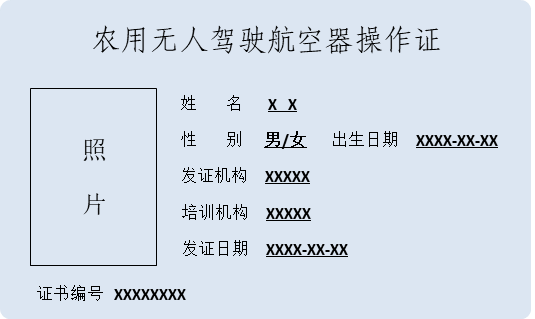 农用无人驾驶航空器操作证
照
片
姓 名 X X
性 别 男/女 出生日期 XXXX-XX-XX
发证机构 XXXXX
培训机构 XXXXX
发证日期 XXXX-XX-XX
证书编号 XXXXXXXX